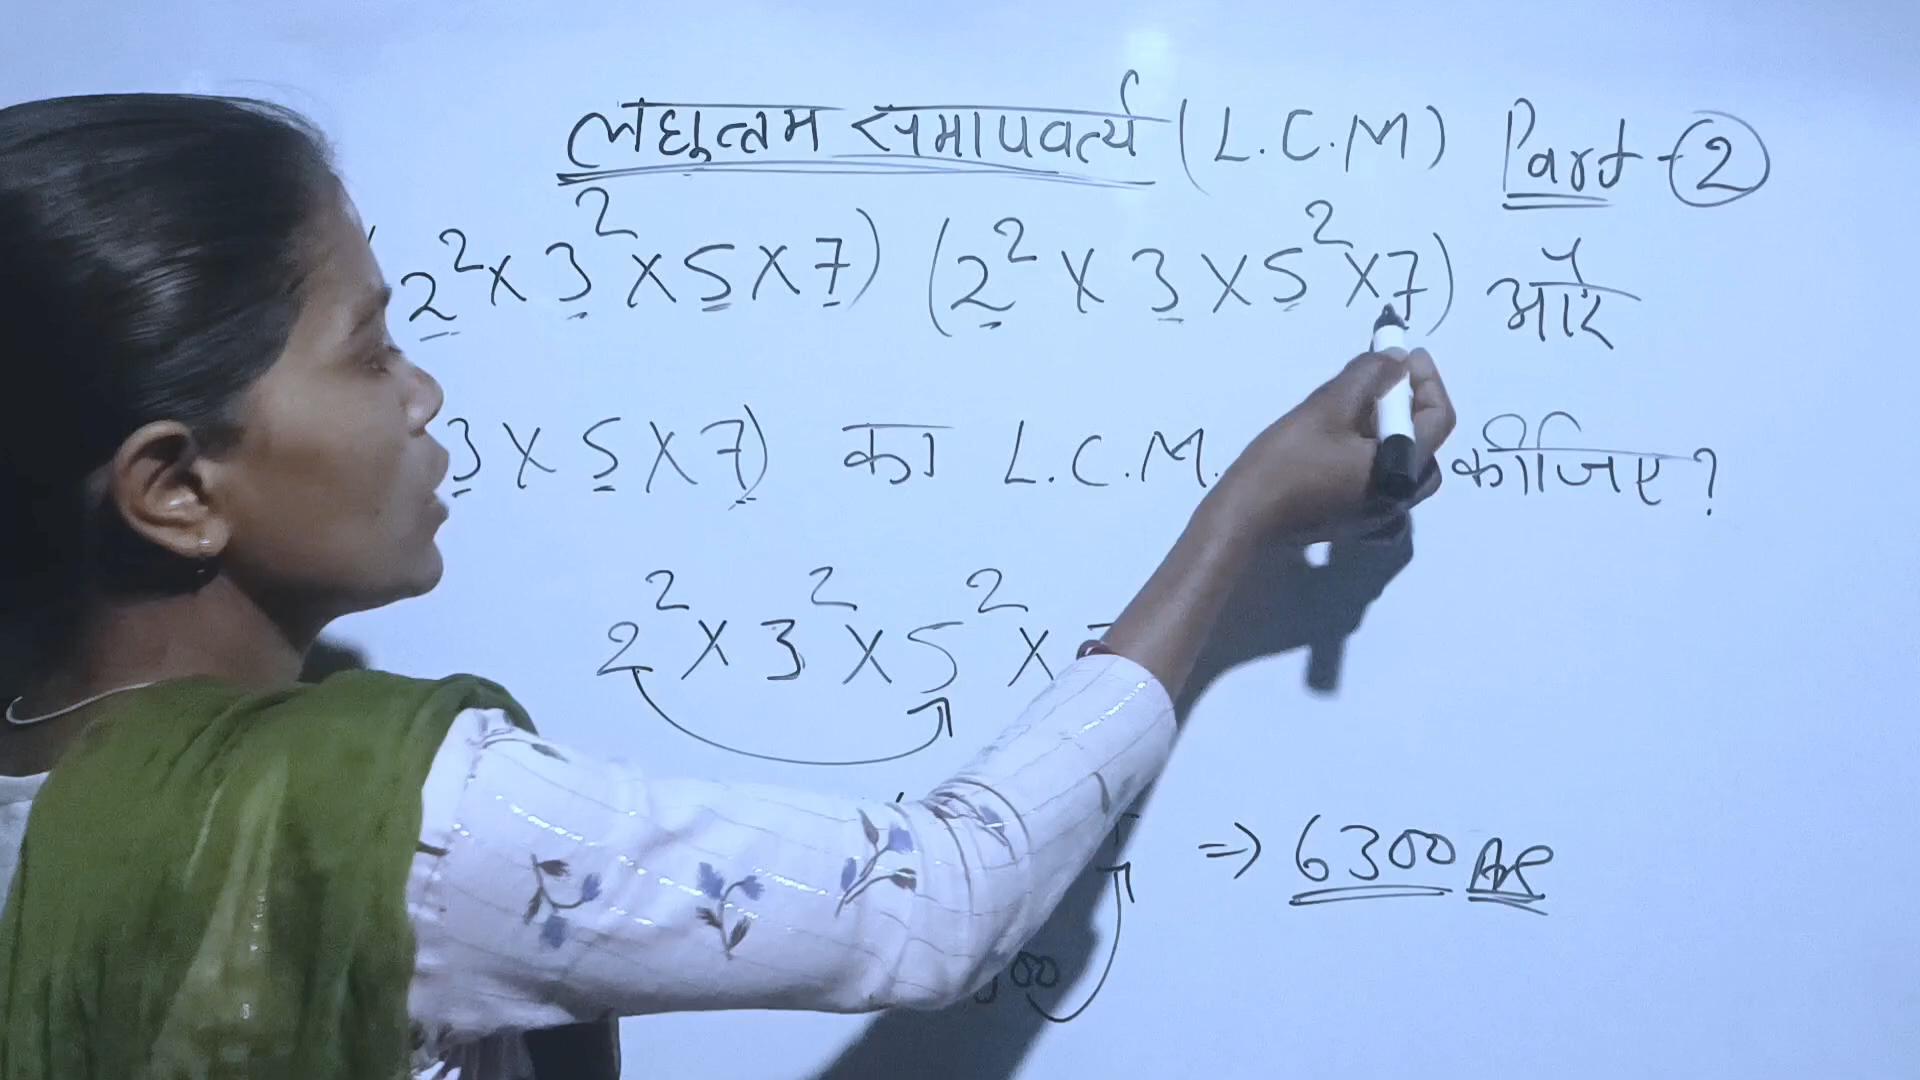 लघुत्तम समापवर्त्य (L.C.M) Part-2
2² × 3² × 5 × 7) (2² × 3 × 5² × 7) और
3 × 5 × 7) का L.C.M. कीजिए ?
2² × 3² × 5² ×
⇒ 6300 Ans